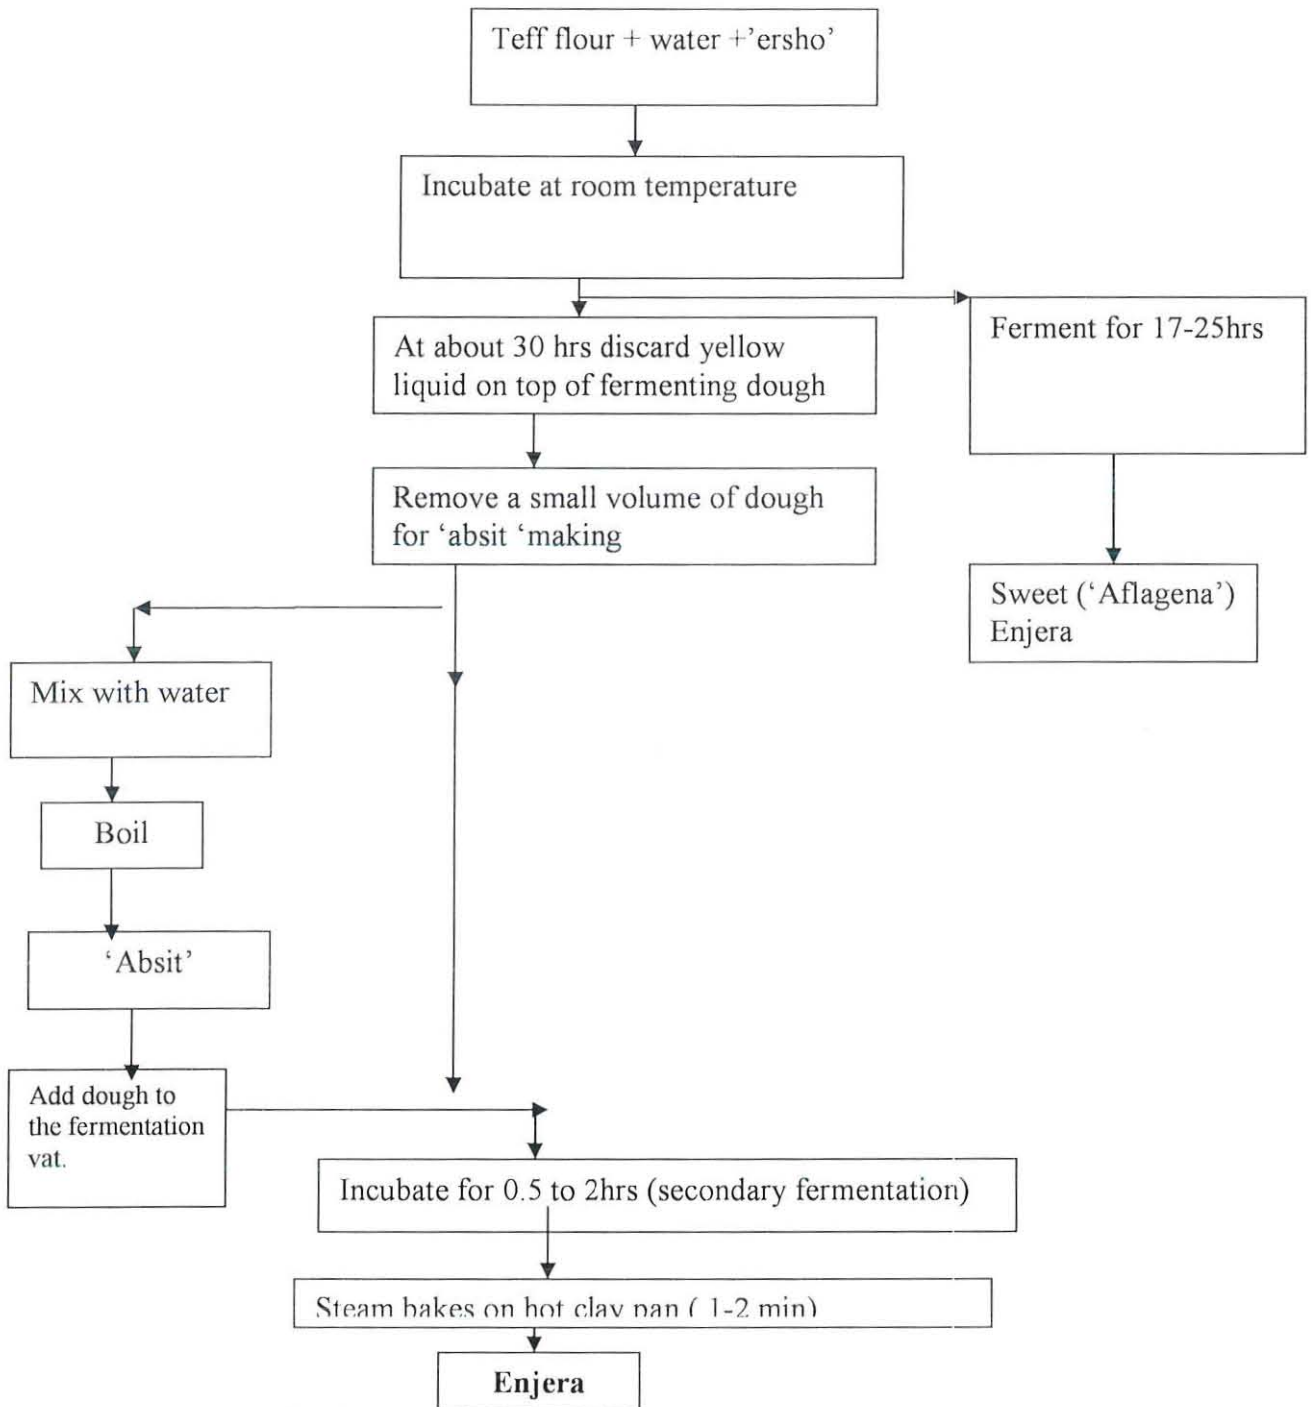 Teff flour + water +’ersho’
Incubate at room temperature
At about 30 hrs discard yellow
liquid on top of fermenting dough
Ferment for 17-25hrs
Remove a small volume of dough
for ‘absit ‘making
Sweet (‘Aflagena’)
Enjera
Mix with water
Boil
‘Absit’
Add dough to
the fermentation
vat.
Incubate for 0.5 to 2hrs (secondary fermentation)
Steam bakes on hot clay pan ( 1-2 min)
Enjera